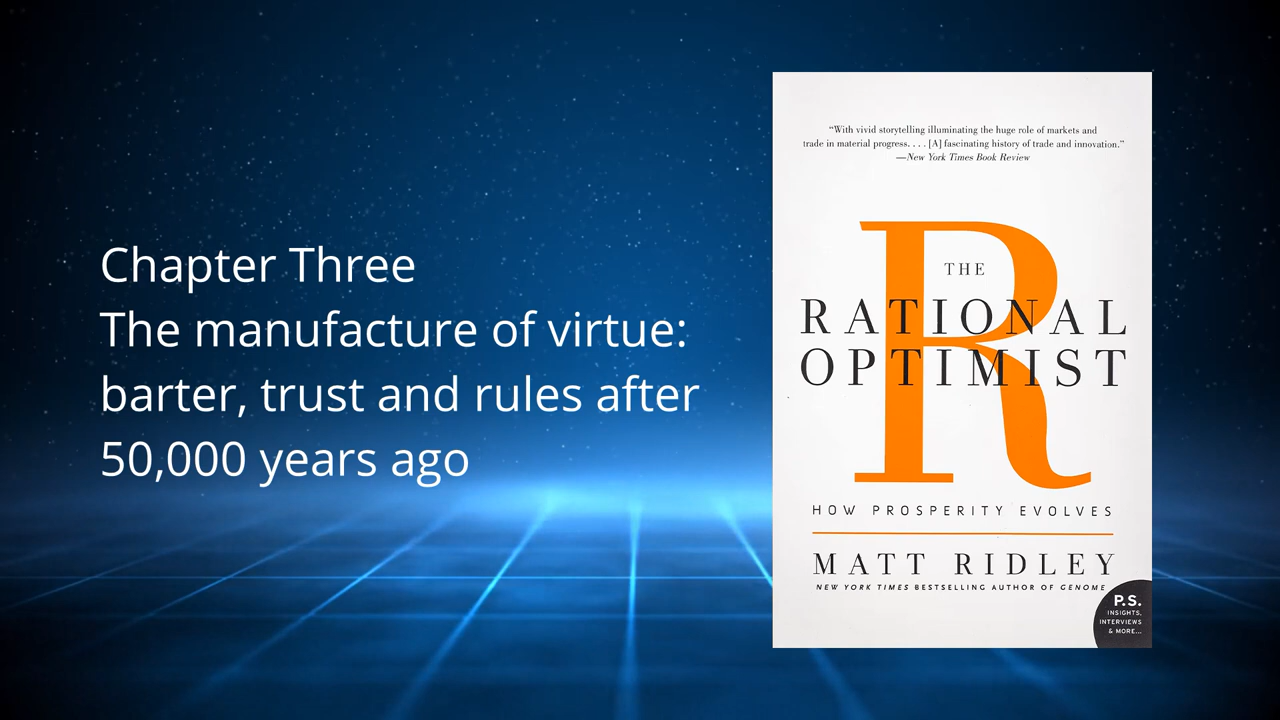 Chapter Three
The manufacture of virtue:
barter, trust and rules after
50,000 years ago
“With vivid storytelling illuminating the huge role of markets and
trade in material progress. . . . [A] fascinating history of trade and innovation.”
—New York Times Book Review
R
THE
RATIONAL
OPTIMIST
HOW PROSPERITY EVOLVES
MATT RIDLEY
NEW YORK TIMES BESTSELLING AUTHOR OF GENOME
P.S.
INSIGHTS,
INTERVIEWS
& MORE...